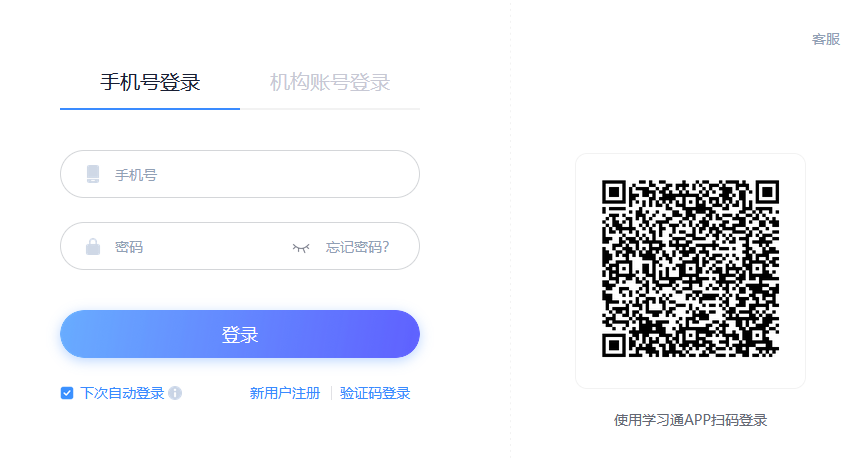 客服
手机号登录
机构账号登录
手机号
密码
忘记密码?
登录
下次自动登录
新用户注册
验证码登录
使用学习通APP扫码登录